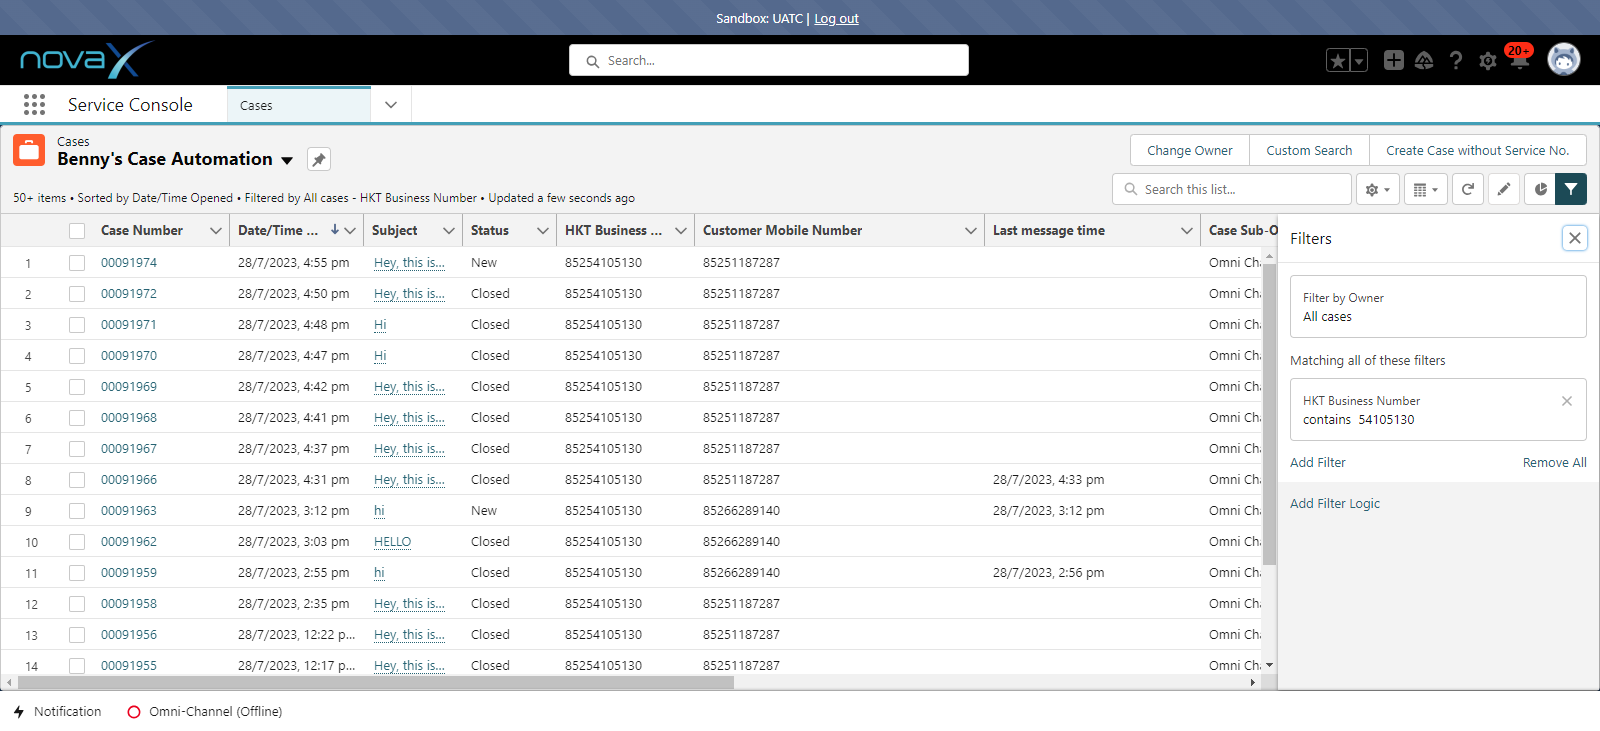 Sandbox: UATC | Log out
novaX
Search...
20+
Service Console
Cases
Cases
Benny's Case Automation
Change Owner
Custom Search
Create Case without Service No.
50+ items • Sorted by Date/Time Opened • Filtered by All cases - HKT Business Number • Updated a few seconds ago
Search this list...
Case Number Date/Time ... Subject Status HKT Business ... Customer Mobile Number Last message time Case Sub-O
1 00091974 28/7/2023, 4:55 pm Hey, this is... New 85254105130 85251187287 Omni Cha
2 00091972 28/7/2023, 4:50 pm Hey, this is... Closed 85254105130 85251187287 Omni Cha
3 00091971 28/7/2023, 4:48 pm Hi Closed 85254105130 85251187287 Omni Cha
4 00091970 28/7/2023, 4:47 pm Hi Closed 85254105130 85251187287 Omni Cha
5 00091969 28/7/2023, 4:42 pm Hey, this is... Closed 85254105130 85251187287 Omni Cha
6 00091968 28/7/2023, 4:41 pm Hey, this is... Closed 85254105130 85251187287 Omni Cha
7 00091967 28/7/2023, 4:37 pm Hey, this is... Closed 85254105130 85251187287 Omni Cha
8 00091966 28/7/2023, 4:31 pm Hey, this is... Closed 85254105130 85251187287 28/7/2023, 4:33 pm Omni Cha
9 00091963 28/7/2023, 3:12 pm hi New 85254105130 85266289140 28/7/2023, 3:12 pm Omni Cha
10 00091962 28/7/2023, 3:03 pm HELLO Closed 85254105130 85266289140 Omni Cha
11 00091959 28/7/2023, 2:55 pm hi Closed 85254105130 85266289140 28/7/2023, 2:56 pm Omni Cha
12 00091958 28/7/2023, 2:35 pm Hey, this is... Closed 85254105130 85251187287 Omni Cha
13 00091956 28/7/2023, 12:22 p... Hey, this is... Closed 85254105130 85251187287 Omni Cha
14 00091955 28/7/2023, 12:17 p... Hey, this is... Closed 85254105130 85251187287 Omni Cha
Filters
Filter by Owner
All cases
Matching all of these filters
HKT Business Number
contains 54105130
Add Filter
Remove All
Add Filter Logic
Notification
Omni-Channel (Offline)